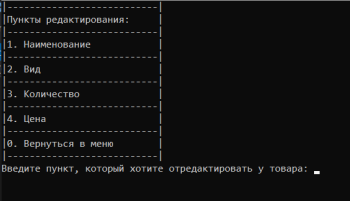 |---------------------------|
|Пункты редактирования:     |
|---------------------------|
|1. Наименование            |
|---------------------------|
|2. Вид                     |
|---------------------------|
|3. Количество              |
|---------------------------|
|4. Цена                    |
|---------------------------|
|0. Вернуться в меню        |
|---------------------------|
Введите пункт, который хотите отредактировать у товара: _